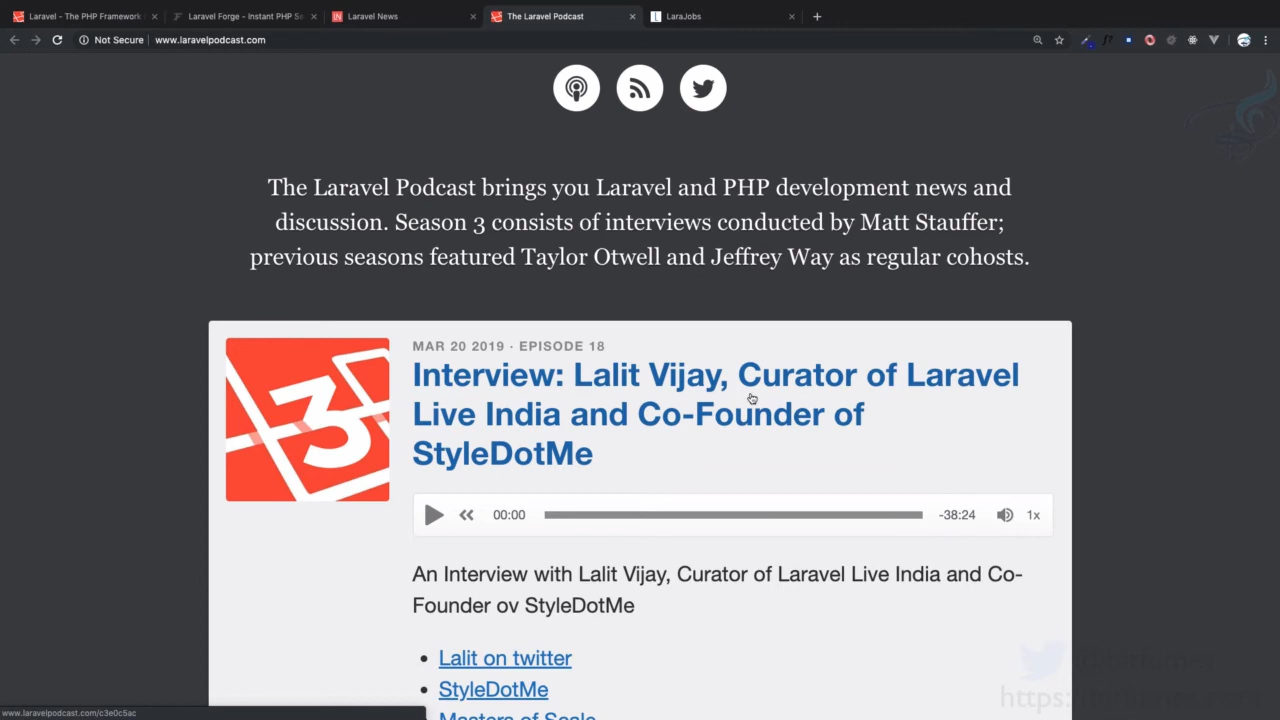 Laravel - The PHP Framework
Laravel Forge - Instant PHP Se
Laravel News
The Laravel Podcast
LaraJobs
Not Secure
www.laravelpodcast.com
The Laravel Podcast brings you Laravel and PHP development news and
discussion. Season 3 consists of interviews conducted by Matt Stauffer;
previous seasons featured Taylor Otwell and Jeffrey Way as regular cohosts.
3
MAR 20 2019 · EPISODE 18
Interview: Lalit Vijay, Curator of Laravel
Live India and Co-Founder of
StyleDotMe
00:00
-38:24
1x
An Interview with Lalit Vijay, Curator of Laravel Live India and Co-
Founder ov StyleDotMe
Lalit on twitter
StyleDotMe
Masters of Scale
www.laravelpodcast.com/c3e0c5ac